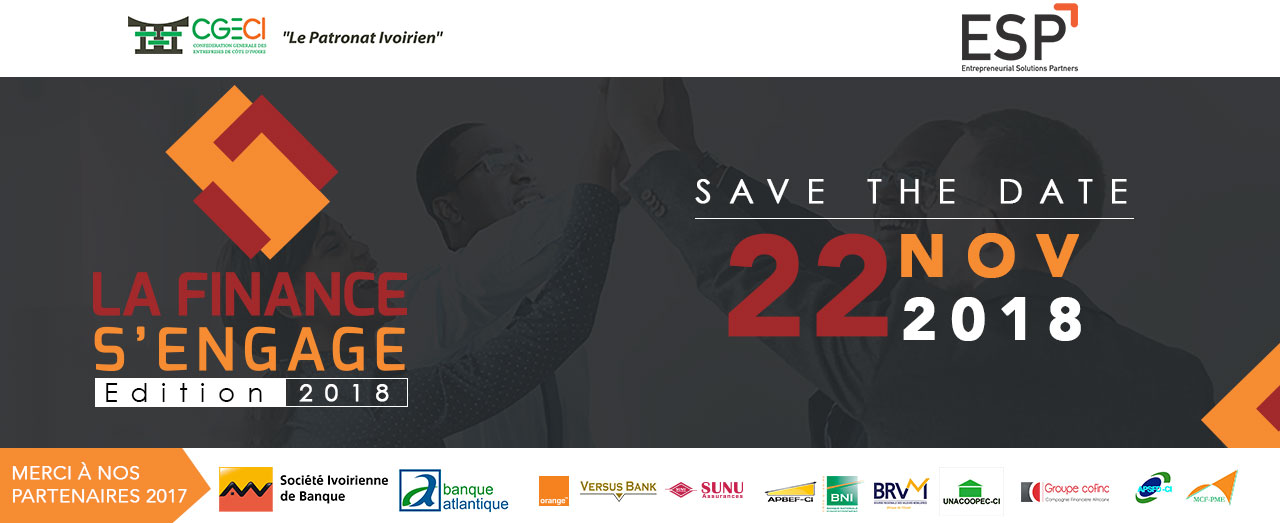 CGECI
CONFEDERATION GENERALE DES
ENTREPRISES DE CÔTE D'IVOIRE
"Le Patronat Ivoirien"
ESP
Entrepreneurial Solutions Partners
LA FINANCE
S'ENGAGE
Edition 2018
SAVE THE DATE
22 NOV
2018
MERCI À NOS
PARTENAIRES 2017
Société Ivoirienne
de Banque
banque
atlantique
orange
VERSUS BANK
SUNU
Assurances
APBEF-CI
BNI
BRVM
UNACOOPEC-CI
Groupe cofinc
Compagnie Financière Africaine
APSFD-CI
MCF-PME